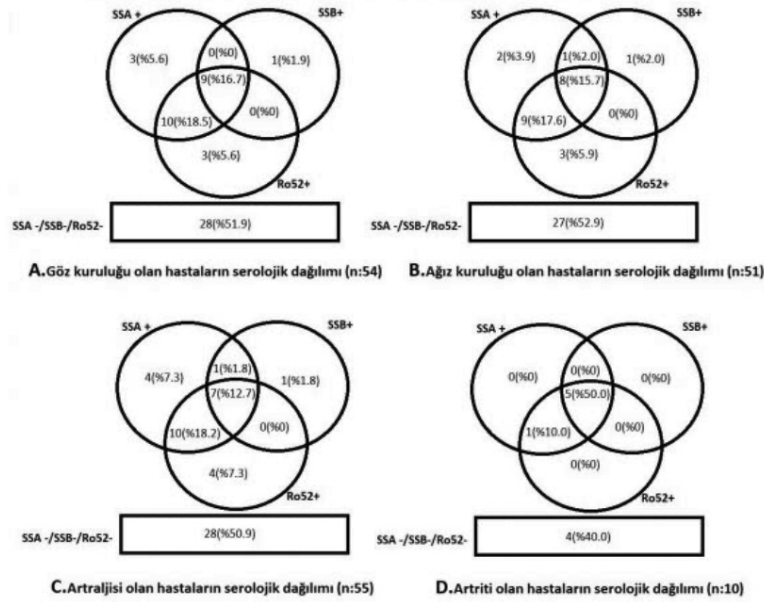 SSA +
SSB+
3(%5.6)
0(%0)
1(%1.9)
9(%16.7)
10(%18.5)
0(%0)
3(%5.6)
Ro52+
SSA -/SSB-/Ro52-
28(%51.9)
A.Göz kuruluğu olan hastaların serolojik dağılımı (n:54)
SSA +
SSB+
2(%3.9)
1(%2.0)
1(%2.0)
8(%15.7)
9(%17.6)
0(%0)
3(%5.9)
Ro52+
SSA -/SSB-/Ro52-
27(%52.9)
B.Ağız kuruluğu olan hastaların serolojik dağılımı (n:51)
SSA +
SSB+
4(%7.3)
1(%1.8)
1(%1.8)
7(%12.7)
10(%18.2)
0(%0)
4(%7.3)
Ro52+
SSA -/SSB-/Ro52-
28(%50.9)
C.Artraljisi olan hastaların serolojik dağılımı (n:55)
SSA +
SSB+
0(%0)
0(%0)
0(%0)
5(%50.0)
1(%10.0)
0(%0)
0(%0)
Ro52+
SSA -/SSB-/Ro52-
4(%40.0)
D.Artriti olan hastaların serolojik dağılımı (n:10)